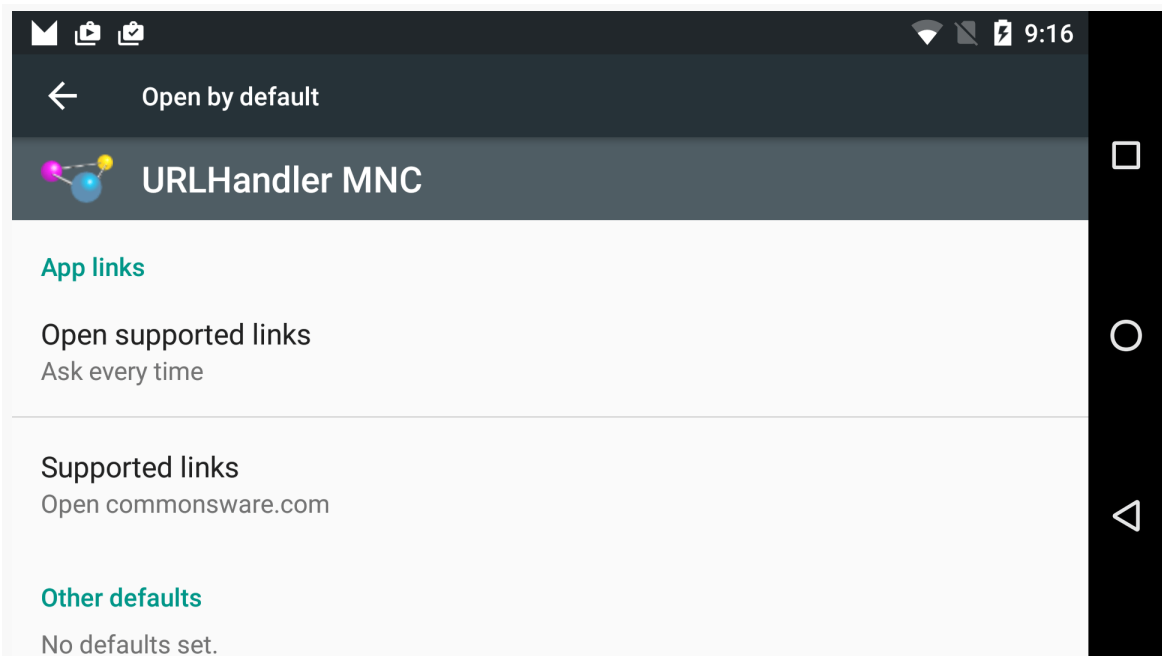 9:16
Open by default
URLHandler MNC
App links
Open supported links
Ask every time
Supported links
Open commonsware.com
Other defaults
No defaults set.